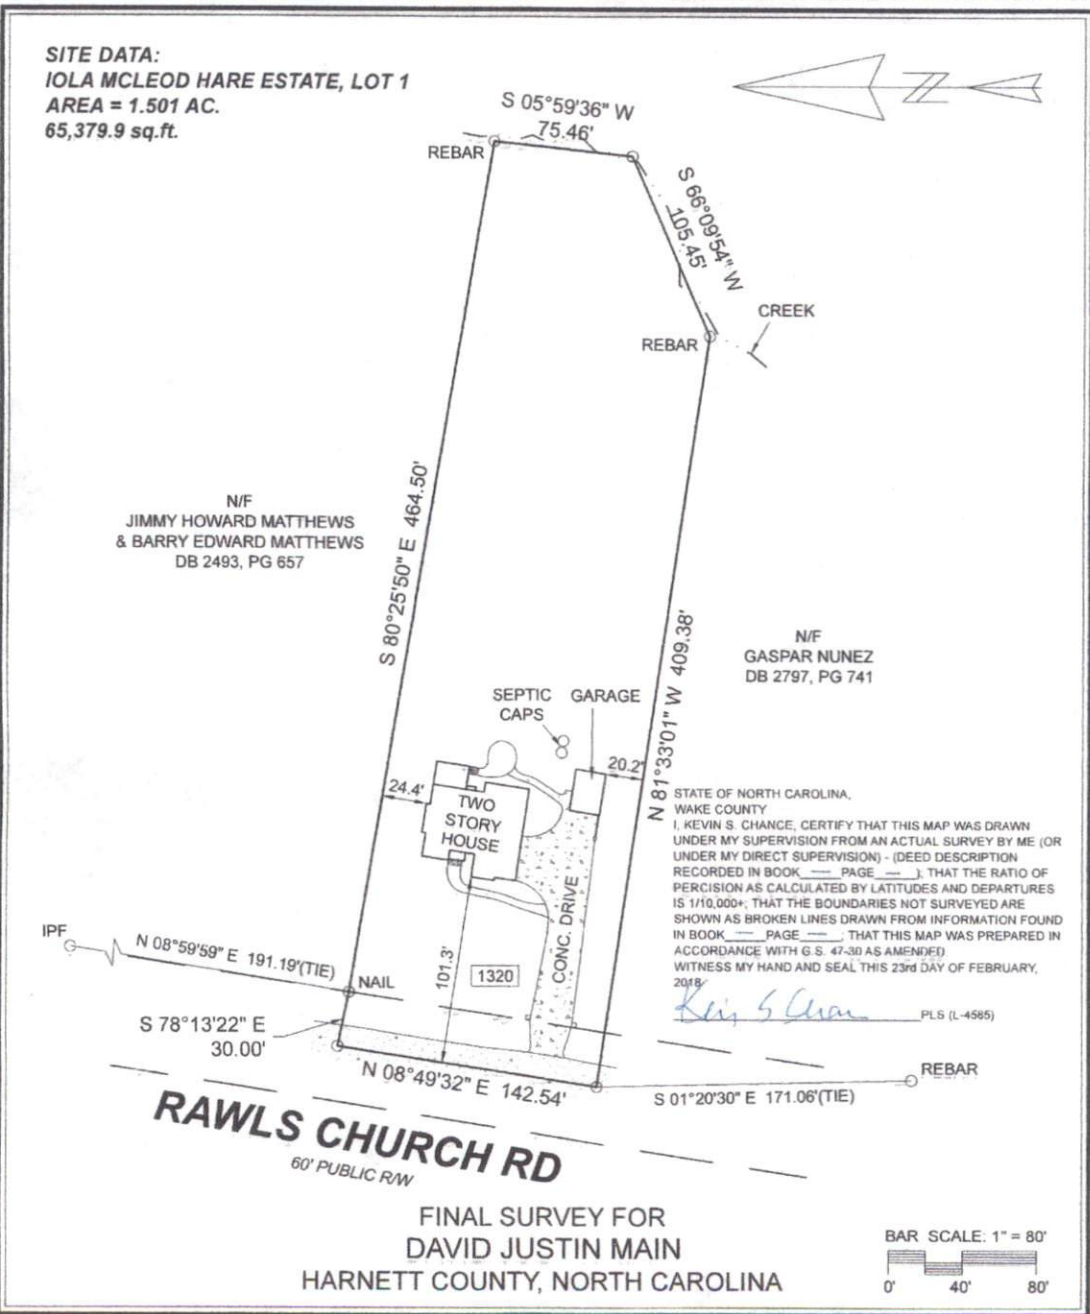 SITE DATA:
IOLA MCLEOD HARE ESTATE, LOT 1
AREA = 1.501 AC.
65,379.9 sq.ft.
S 05°59'36" W
75.46'
REBAR
S 66°09'54" W
105.45'
CREEK
REBAR
S 80°25'50" E 464.50'
N/F
JIMMY HOWARD MATTHEWS
& BARRY EDWARD MATTHEWS
DB 2493, PG 657
N 81°33'01" W 409.38'
N/F
GASPAR NUNEZ
DB 2797, PG 741
SEPTIC
CAPS
GARAGE
20.2'
24.4'
TWO
STORY
HOUSE
CONC. DRIVE
101.3'
1320
STATE OF NORTH CAROLINA,
WAKE COUNTY
I, KEVIN S. CHANCE, CERTIFY THAT THIS MAP WAS DRAWN
UNDER MY SUPERVISION FROM AN ACTUAL SURVEY BY ME (OR
UNDER MY DIRECT SUPERVISION) - (DEED DESCRIPTION
RECORDED IN BOOK ---- PAGE ---- ); THAT THE RATIO OF
PERCISION AS CALCULATED BY LATITUDES AND DEPARTURES
IS 1/10,000+; THAT THE BOUNDARIES NOT SURVEYED ARE
SHOWN AS BROKEN LINES DRAWN FROM INFORMATION FOUND
IN BOOK ---- PAGE ---- ; THAT THIS MAP WAS PREPARED IN
ACCORDANCE WITH G.S. 47-30 AS AMENDED.
WITNESS MY HAND AND SEAL THIS 23rd DAY OF FEBRUARY,
2018
PLS (L-4585)
IPF
N 08°59'59" E 191.19'(TIE)
NAIL
S 78°13'22" E
30.00'
N 08°49'32" E 142.54'
S 01°20'30" E 171.06'(TIE)
REBAR
RAWLS CHURCH RD
60' PUBLIC R/W
FINAL SURVEY FOR
DAVID JUSTIN MAIN
HARNETT COUNTY, NORTH CAROLINA
BAR SCALE: 1" = 80'
0' 40' 80'